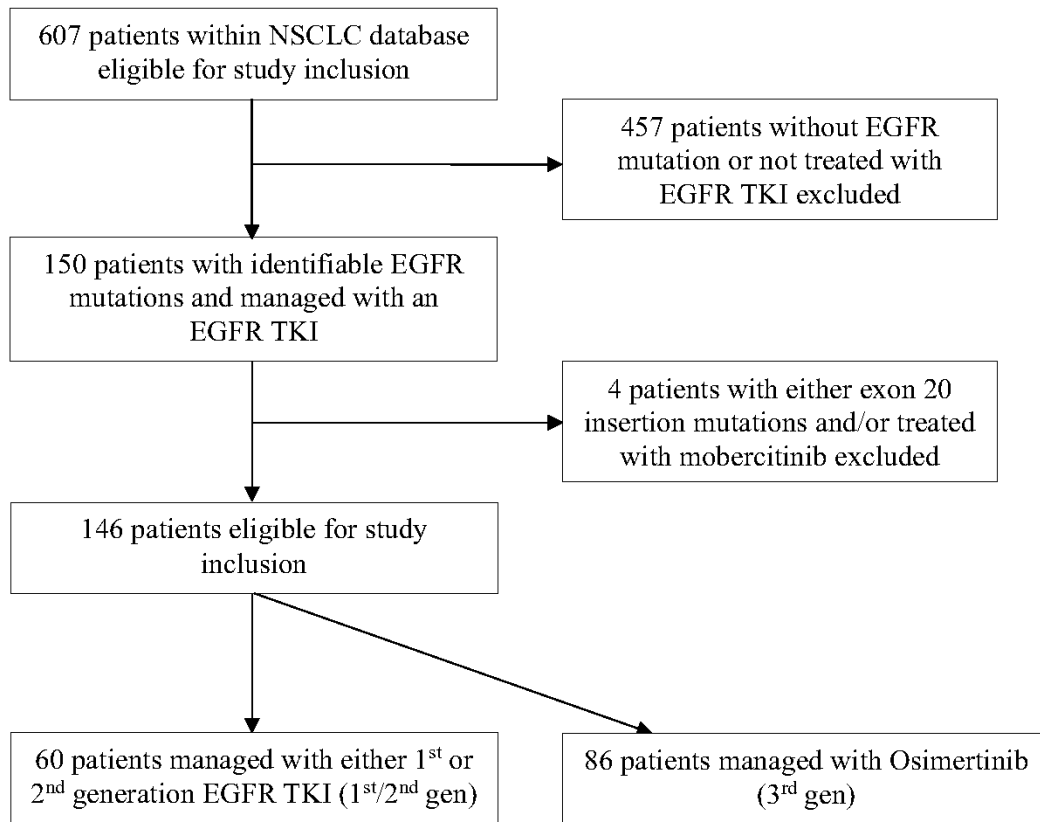 607 patients within NSCLC database
eligible for study inclusion
457 patients without EGFR
mutation or not treated with
EGFR TKI excluded
150 patients with identifiable EGFR
mutations and managed with an
EGFR TKI
4 patients with either exon 20
insertion mutations and/or treated
with mobercitinib excluded
146 patients eligible for study
inclusion
60 patients managed with either 1st or
2nd generation EGFR TKI (1st/2nd gen)
86 patients managed with Osimertinib
(3rd gen)